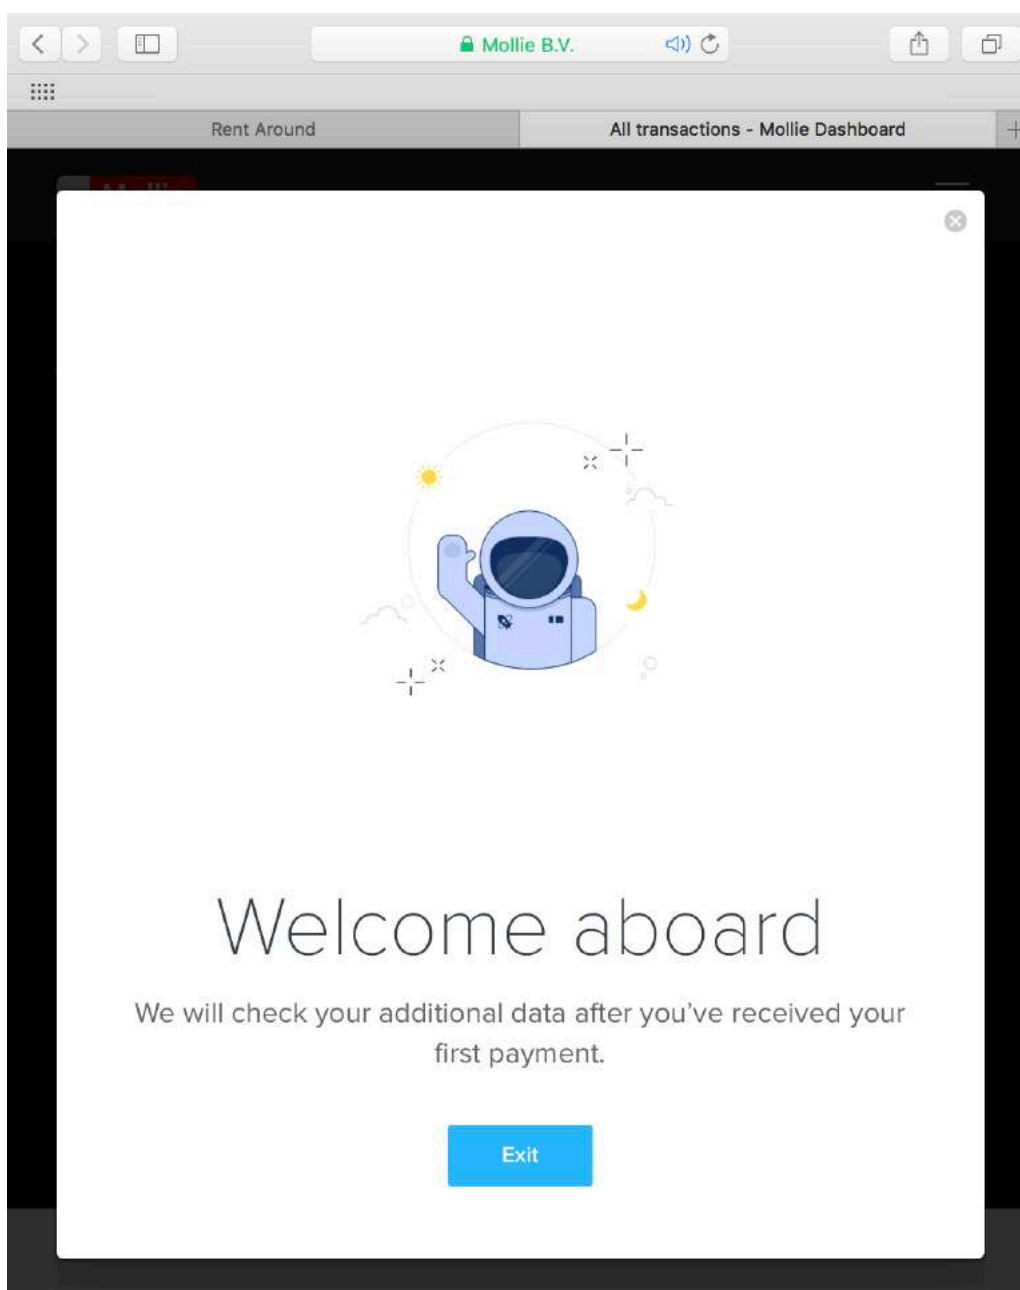 Mollie B.V.
Rent Around
All transactions - Mollie Dashboard
Welcome aboard
We will check your additional data after you've received your
first payment.
Exit